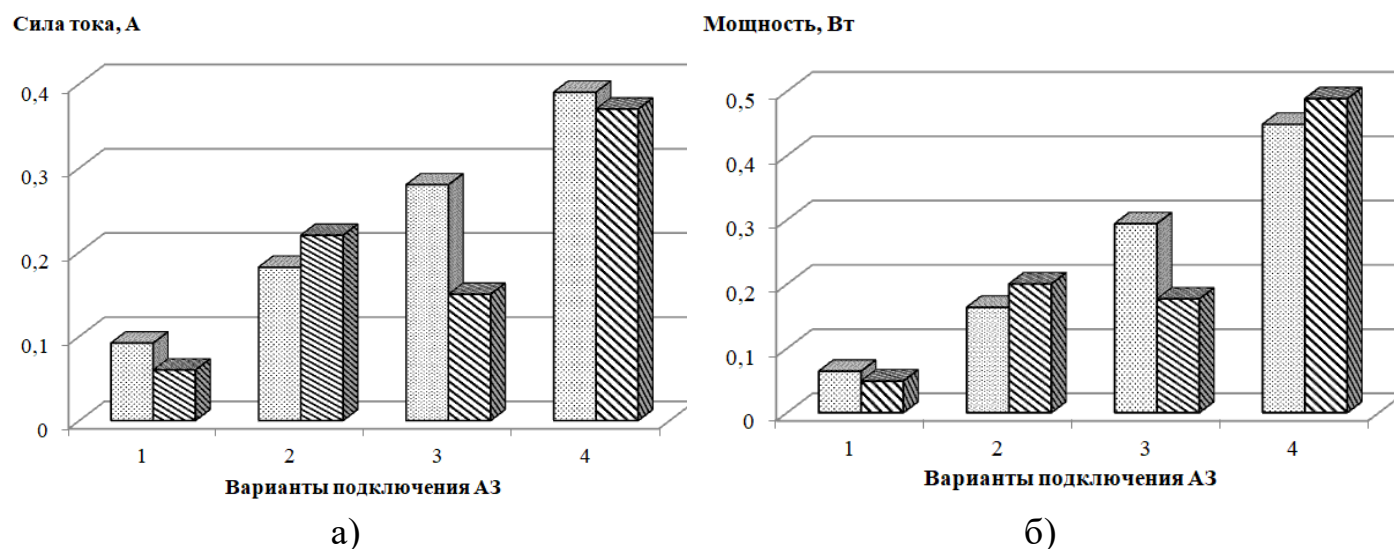 Сила тока, А
0,4
0,3
0,2
0,1
0
1 2 3 4
Варианты подключения АЗ
а)
Мощность, Вт
0,5
0,4
0,3
0,2
0,1
0
1 2 3 4
Варианты подключения АЗ
б)